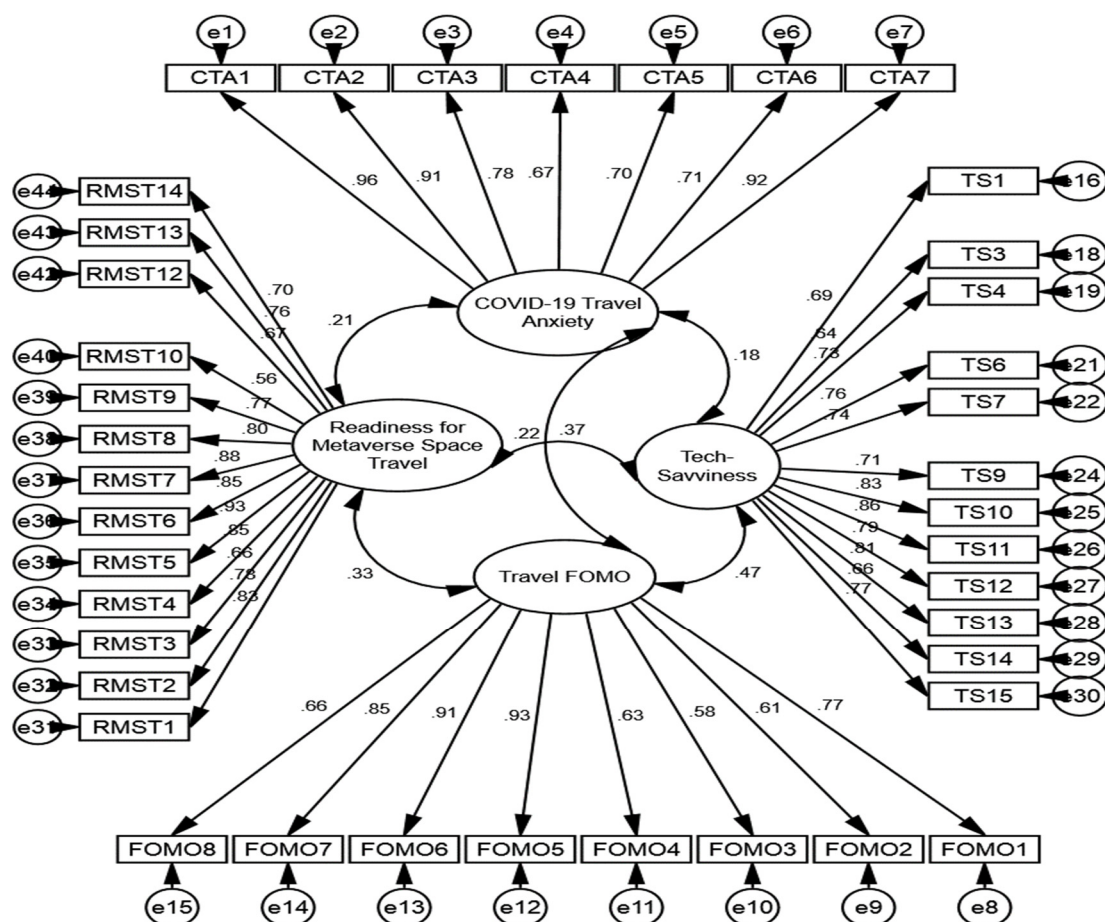 e1 e2 e3 e4 e5 e6 e7
CTA1 CTA2 CTA3 CTA4 CTA5 CTA6 CTA7
.96 .91 .78 .67 .70 .71 .92
e44 RMST14
e43 RMST13
e42 RMST12
e40 RMST10
e39 RMST9
e38 RMST8
e37 RMST7
e36 RMST6
e35 RMST5
e34 RMST4
e33 RMST3
e32 RMST2
e31 RMST1
.70
.76
.67
.56
.77
.80
.88
.85
.93
.85
.66
.78
.83
COVID-19 Travel
Anxiety
Readiness for
Metaverse Space
Travel
Tech-
Savviness
Travel FOMO
.21
.18
.22
.37
.33
.47
TS1 e16
TS3 e18
TS4 e19
TS6 e21
TS7 e22
TS9 e24
TS10 e25
TS11 e26
TS12 e27
TS13 e28
TS14 e29
TS15 e30
.69
.64
.73
.76
.74
.71
.83
.86
.79
.81
.66
.77
.66 .85 .91 .93 .63 .58 .61 .77
FOMO8 FOMO7 FOMO6 FOMO5 FOMO4 FOMO3 FOMO2 FOMO1
e15 e14 e13 e12 e11 e10 e9 e8